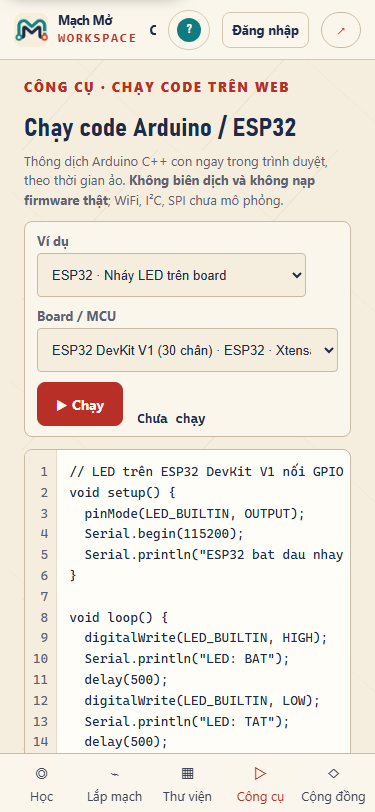 Mạch Mở
WORKSPACE
C
?
Đăng nhập
↗
CÔNG CỤ · CHẠY CODE TRÊN WEB
Chạy code Arduino / ESP32
Thông dịch Arduino C++ con ngay trong trình duyệt,
theo thời gian ảo. Không biên dịch và không nạp
firmware thật; WiFi, I²C, SPI chưa mô phỏng.
Ví dụ
ESP32 · Nháy LED trên board
Board / MCU
ESP32 DevKit V1 (30 chân) · ESP32 · Xtensa
▶ Chạy
Chưa chạy
1 // LED trên ESP32 DevKit V1 nối GPIO
2 void setup() {
3 pinMode(LED_BUILTIN, OUTPUT);
4 Serial.begin(115200);
5 Serial.println("ESP32 bat dau nhay
6 }
7
8 void loop() {
9 digitalWrite(LED_BUILTIN, HIGH);
10 Serial.println("LED: BAT");
11 delay(500);
12 digitalWrite(LED_BUILTIN, LOW);
13 Serial.println("LED: TAT");
14 delay(500);
Học
Lắp mạch
Thư viện
Công cụ
Cộng đồng